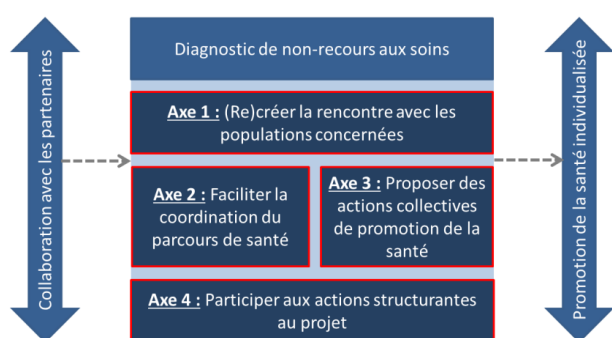 Diagnostic de non-recours aux soins
Collaboration avec les partenaires
Axe 1 : (Re)créer la rencontre avec les
populations concernées
Axe 2 : Faciliter la
coordination du
parcours de santé
Axe 3 : Proposer des
actions collectives
de promotion de la
santé
Axe 4 : Participer aux actions structurantes
au projet
Promotion de la santé individualisée